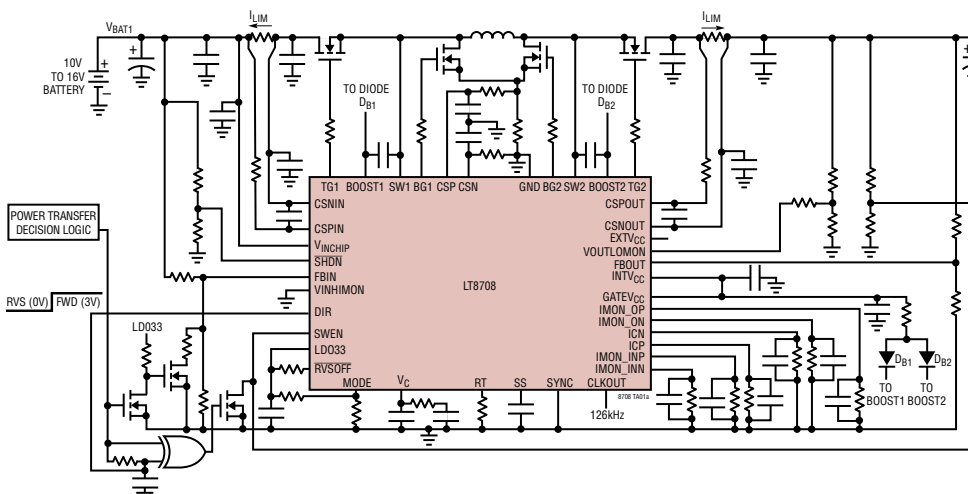 ILIM
ILIM
VBAT1
10V
TO 16V
BATTERY
TO DIODE
DB1
TO DIODE
DB2
TG1 BOOST1 SW1 BG1 CSP CSN GND BG2 SW2 BOOST2 TG2
CSNIN
CSPIN
VINCHIP
SHDN
FBIN
VINHIMON
DIR
SWEN
LDO33
RVSOFF
LT8708
CSPOUT
CSNOUT
EXTVCC
VOUTLOMON
FBOUT
INTVCC
GATEVCC
IMON_OP
IMON_ON
ICN
ICP
IMON_INP
IMON_INN
MODE VC RT SS SYNC CLKOUT
8708 TA01a
126kHz
POWER TRANSFER
DECISION LOGIC
RVS (0V) FWD (3V)
LDO33
DB1
DB2
TO
BOOST1
TO
BOOST2